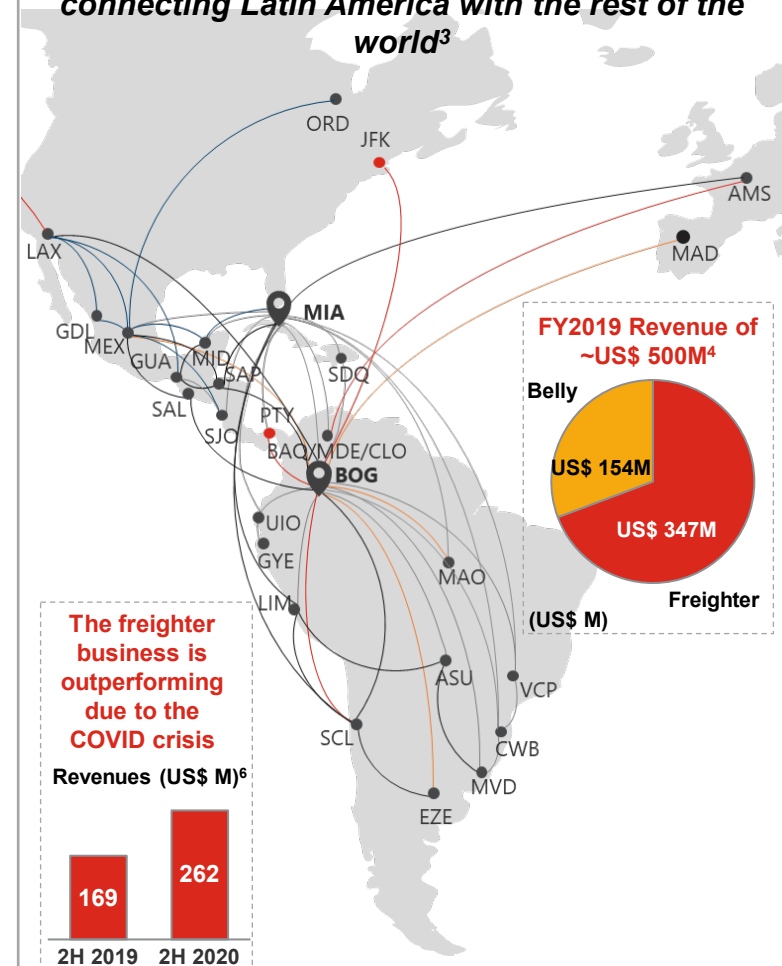 connecting Latin America with the rest of the
world³
ORD
JFK
AMS
LAX
MAD
MIA
GDL
MEX
GUA
MID
SAP
SDQ
SAL
SJO
PTY
BAQ/MDE/CLO
BOG
UIO
GYE
MAO
LIM
ASU
VCP
SCL
CWB
MVD
EZE
FY2019 Revenue of
~US$ 500M⁴
Belly
US$ 154M
US$ 347M
Freighter
(US$ M)
The freighter
business is
outperforming
due to the
COVID crisis
Revenues (US$ M)⁶
169
262
2H 2019
2H 2020